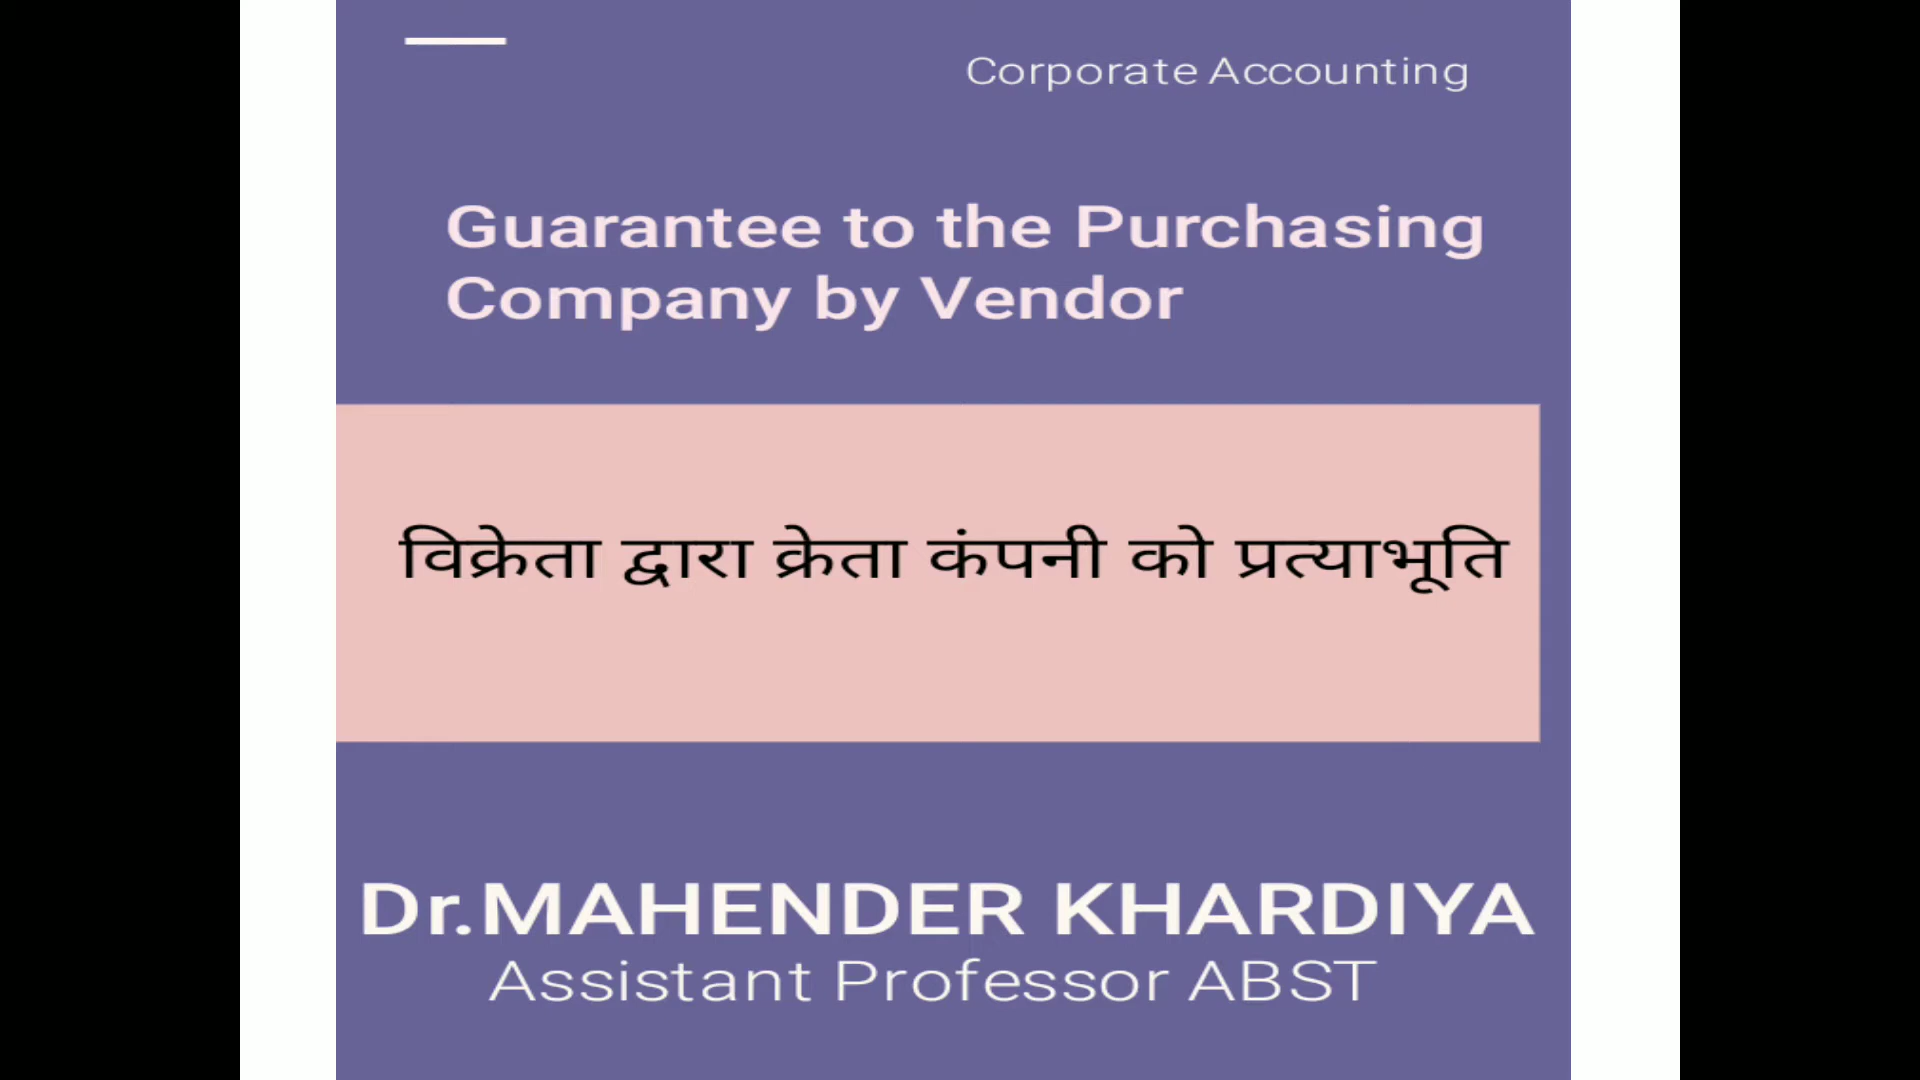 Corporate Accounting
Guarantee to the Purchasing
Company by Vendor
विक्रेता द्वारा क्रेता कंपनी को प्रत्याभूति
Dr.MAHENDER KHARDIYA
Assistant Professor ABST